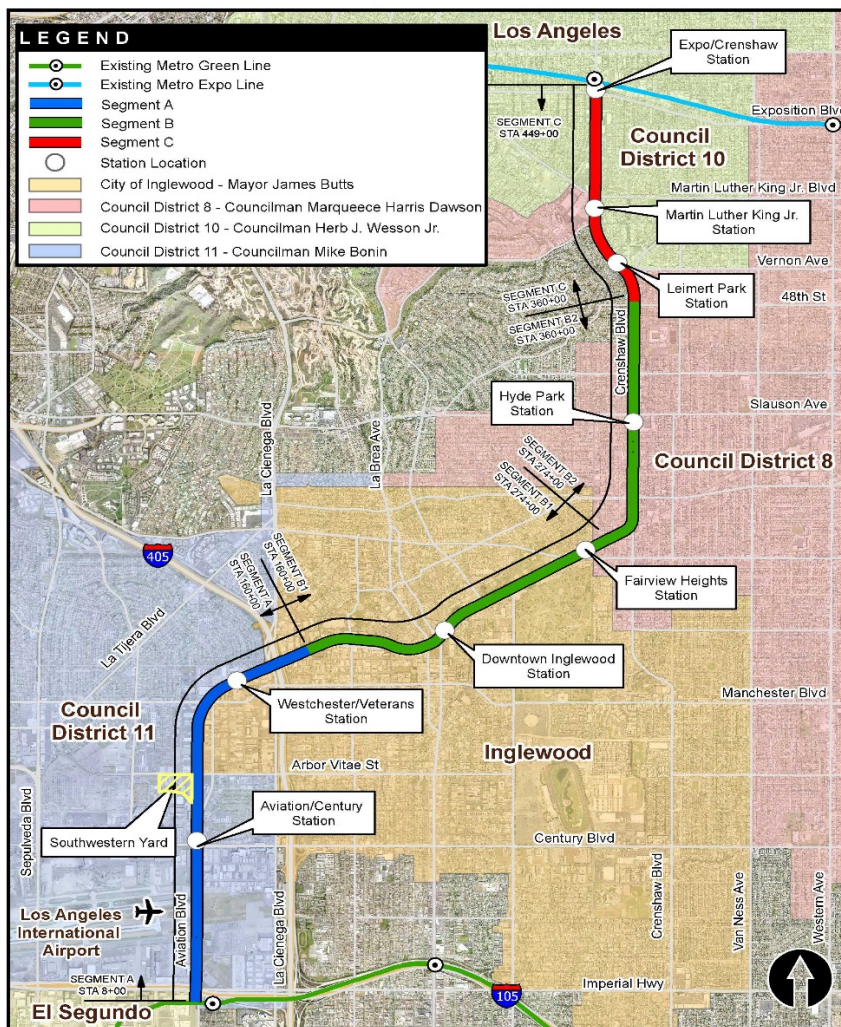 LEGEND
Existing Metro Green Line
Existing Metro Expo Line
Segment A
Segment B
Segment C
Station Location
City of Inglewood - Mayor James Butts
Council District 8 - Councilman Marqueece Harris Dawson
Council District 10 - Councilman Herb J. Wesson Jr.
Council District 11 - Councilman Mike Bonin
Los Angeles
Expo/Crenshaw
Station
SEGMENT C
STA 449+00
Exposition Blvd
Council
District 10
Martin Luther King Jr. Blvd
Martin Luther King Jr.
Station
Vernon Ave
Leimert Park
Station
48th St
SEGMENT C
STA 360+00
SEGMENT B2
STA 360+00
Crenshaw Blvd
La Cienega Blvd
La Brea Ave
Hyde Park
Station
Slauson Ave
Council District 8
SEGMENT B2
STA 274+00
SEGMENT B1
STA 274+00
405
SEGMENT B1
STA 160+00
SEGMENT A
STA 160+00
Fairview Heights
Station
La Tijera Blvd
Downtown Inglewood
Station
Manchester Blvd
Westchester/Veterans
Station
Council
District 11
Inglewood
Arbor Vitae St
Sepulveda Blvd
Southwestern Yard
Aviation/Century
Station
Century Blvd
Los Angeles
International
Airport
Aviation Blvd
La Cienega Blvd
Crenshaw Blvd
Van Ness Ave
Western Ave
SEGMENT A
STA 8+00
El Segundo
105
Imperial Hwy